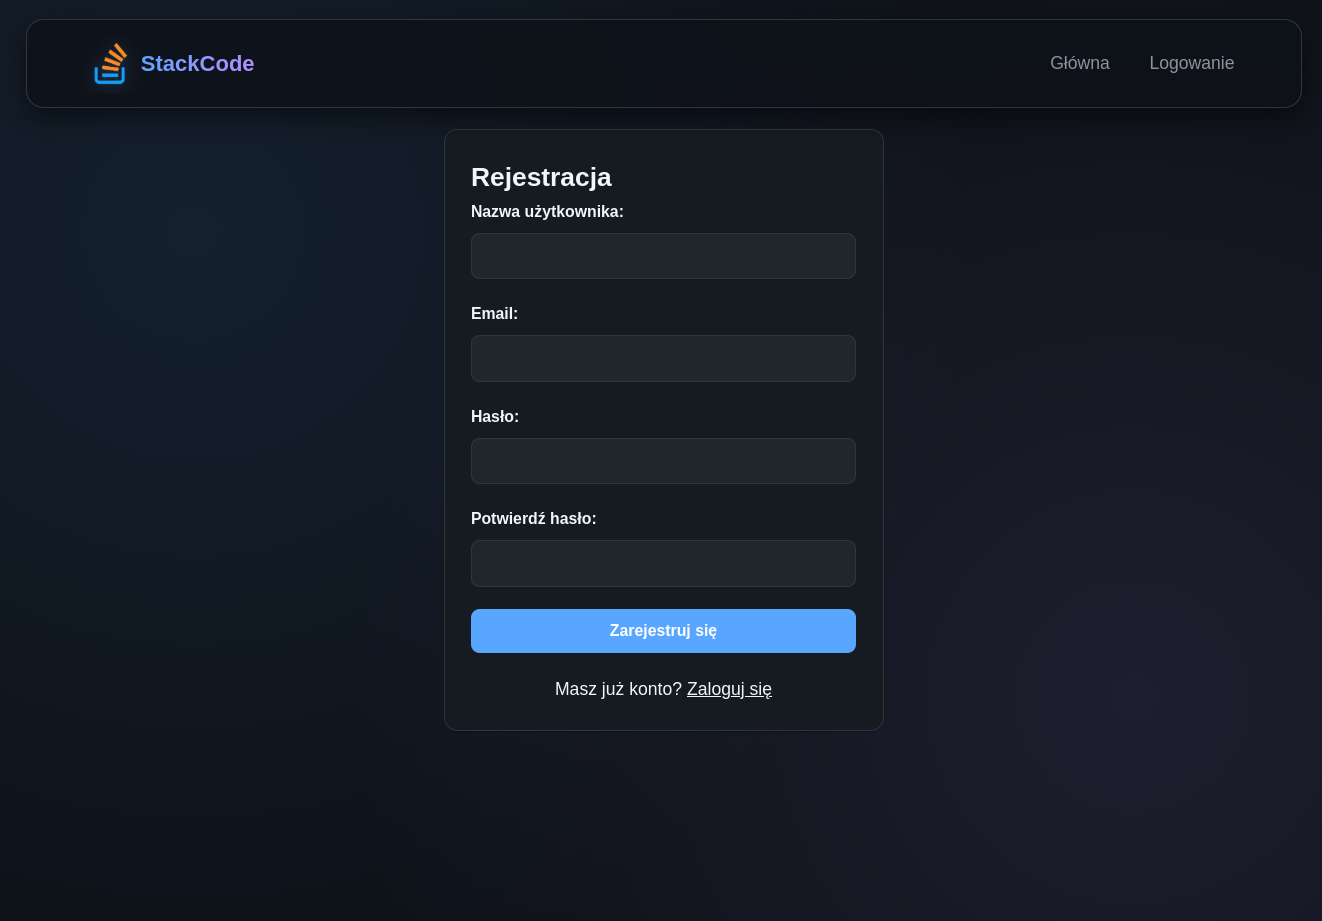 StackCode
Główna
Logowanie
Rejestracja
Nazwa użytkownika:
Email:
Hasło:
Potwierdź hasło:
Zarejestruj się
Masz już konto? Zaloguj się